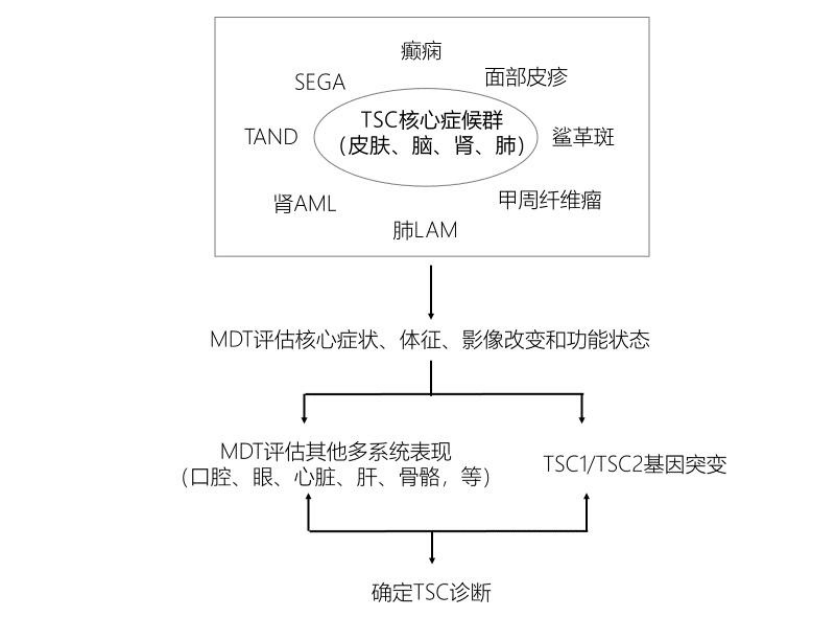 癫痫
SEGA
面部皮疹
TSC核心症候群
（皮肤、脑、肾、肺）
TAND
鲨革斑
肾AML
甲周纤维瘤
肺LAM
MDT评估核心症状、体征、影像改变和功能状态
MDT评估其他多系统表现
（口腔、眼、心脏、肝、骨骼，等）
TSC1/TSC2基因突变
确定TSC诊断